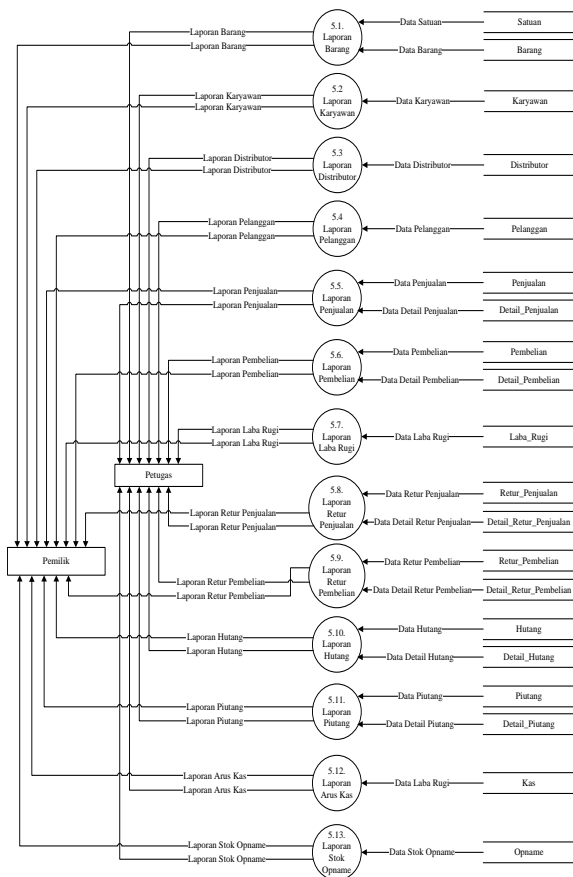 Laporan Barang
Laporan Barang
5.1.
Laporan
Barang
Data Satuan
Data Barang
Satuan
Barang
Laporan Karyawan
Laporan Karyawan
5.2
Laporan
Karyawan
Data Karyawan
Karyawan
Laporan Distributor
Laporan Distributor
5.3
Laporan
Distributor
Data Distributor
Distributor
Laporan Pelanggan
Laporan Pelanggan
5.4
Laporan
Pelanggan
Data Pelanggan
Pelanggan
Laporan Penjualan
Laporan Penjualan
5.5.
Laporan
Penjualan
Data Penjualan
Data Detail Penjualan
Penjualan
Detail_Penjualan
Laporan Pembelian
Laporan Pembelian
5.6.
Laporan
Pembelian
Data Pembelian
Data Detail Pembelian
Pembelian
Detail_Pembelian
Laporan Laba Rugi
Laporan Laba Rugi
5.7.
Laporan
Laba Rugi
Data Laba Rugi
Laba_Rugi
Petugas
Laporan Retur Penjualan
Laporan Retur Penjualan
5.8.
Laporan
Retur
Penjualan
Data Retur Penjualan
Data Detail Retur Penjualan
Retur_Penjualan
Detail_Retur_Penjualan
Pemilik
Laporan Retur Pembelian
Laporan Retur Pembelian
5.9.
Laporan
Retur
Pembelian
Data Retur Pembelian
Data Detail Retur Pembelian
Retur_Pembelian
Detail_Retur_Pembelian
Laporan Hutang
Laporan Hutang
5.10.
Laporan
Hutang
Data Hutang
Data Detail Hutang
Hutang
Detail_Hutang
Laporan Piutang
Laporan Piutang
5.11.
Laporan
Piutang
Data Piutang
Data Detail Piutang
Piutang
Detail_Piutang
Laporan Arus Kas
Laporan Arus Kas
5.12.
Laporan
Arus Kas
Data Laba Rugi
Kas
Laporan Stok Opname
Laporan Stok Opname
5.13.
Laporan
Stok
Opname
Data Stok Opname
Opname